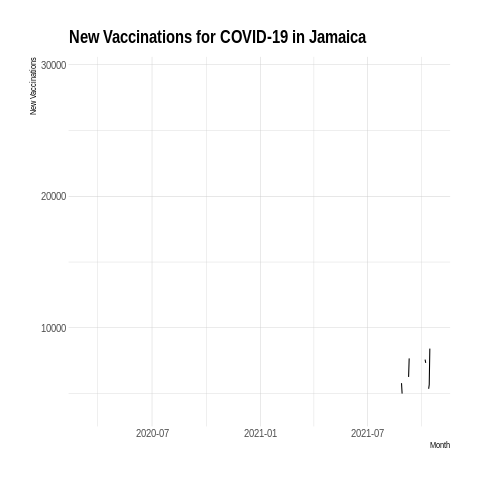 New Vaccinations for COVID-19 in Jamaica
New Vaccinations
30000
20000
10000
2020-07 2021-01 2021-07
Month